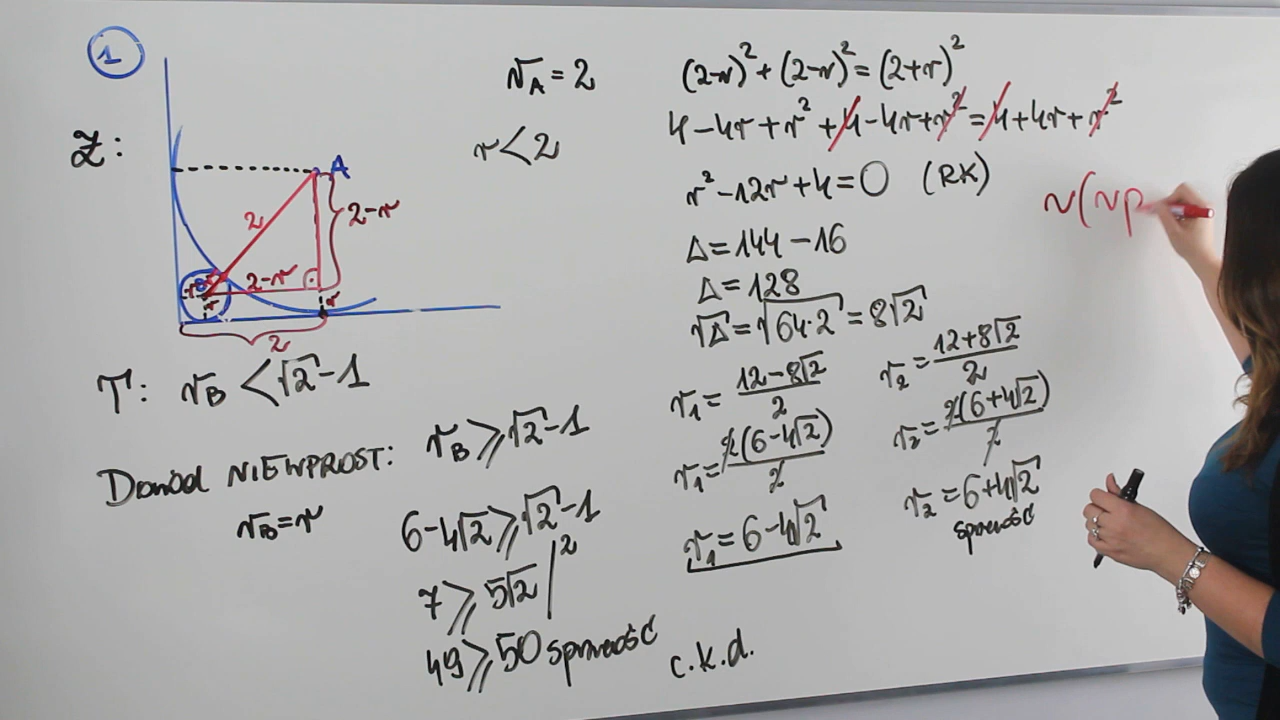 1
Z:
A
2
2-r
2-r
r
B
r
r
2
r_A = 2
r < 2
T: r_B < √2 - 1
Dowód NIEWPROST: r_B ⩾ √2 - 1
r_B = r
6 - 4√2 ⩾ √2 - 1
7 ⩾ 5√2 |²
49 ⩾ 50 sprzeność
c.k.d.
(2-r)² + (2-r)² = (2+r)²
4 - 4r + r² + 4 - 4r + r² = 4 + 4r + r²
r² - 12r + 4 = 0 (RK)
Δ = 144 - 16
Δ = 128
√Δ = √64·2 = 8√2
r₁ = 12 - 8√2 / 2
r₁ = 2(6 - 4√2) / 2
r₁ = 6 - 4√2
r₂ = 12 + 8√2 / 2
r₂ = 2(6 + 4√2) / 2
r₂ = 6 + 4√2
sprzeność
r(np